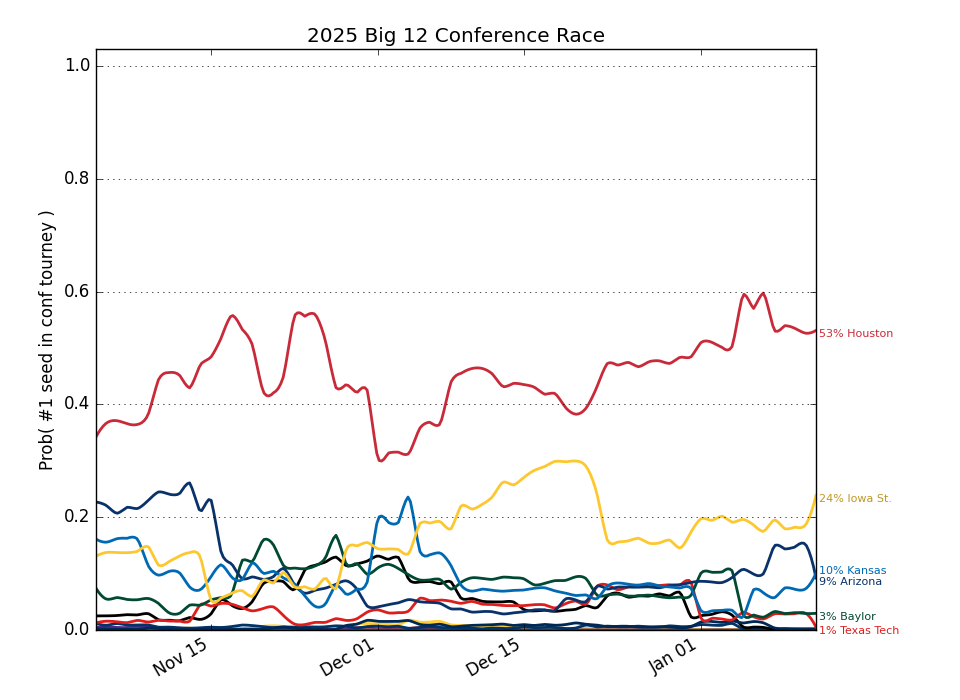 2025 Big 12 Conference Race
Prob( #1 seed in conf tourney )
1.0
0.8
0.6
0.4
0.2
0.0
Nov 15
Dec 01
Dec 15
Jan 01
53% Houston
24% Iowa St.
10% Kansas
9% Arizona
3% Baylor
1% Texas Tech